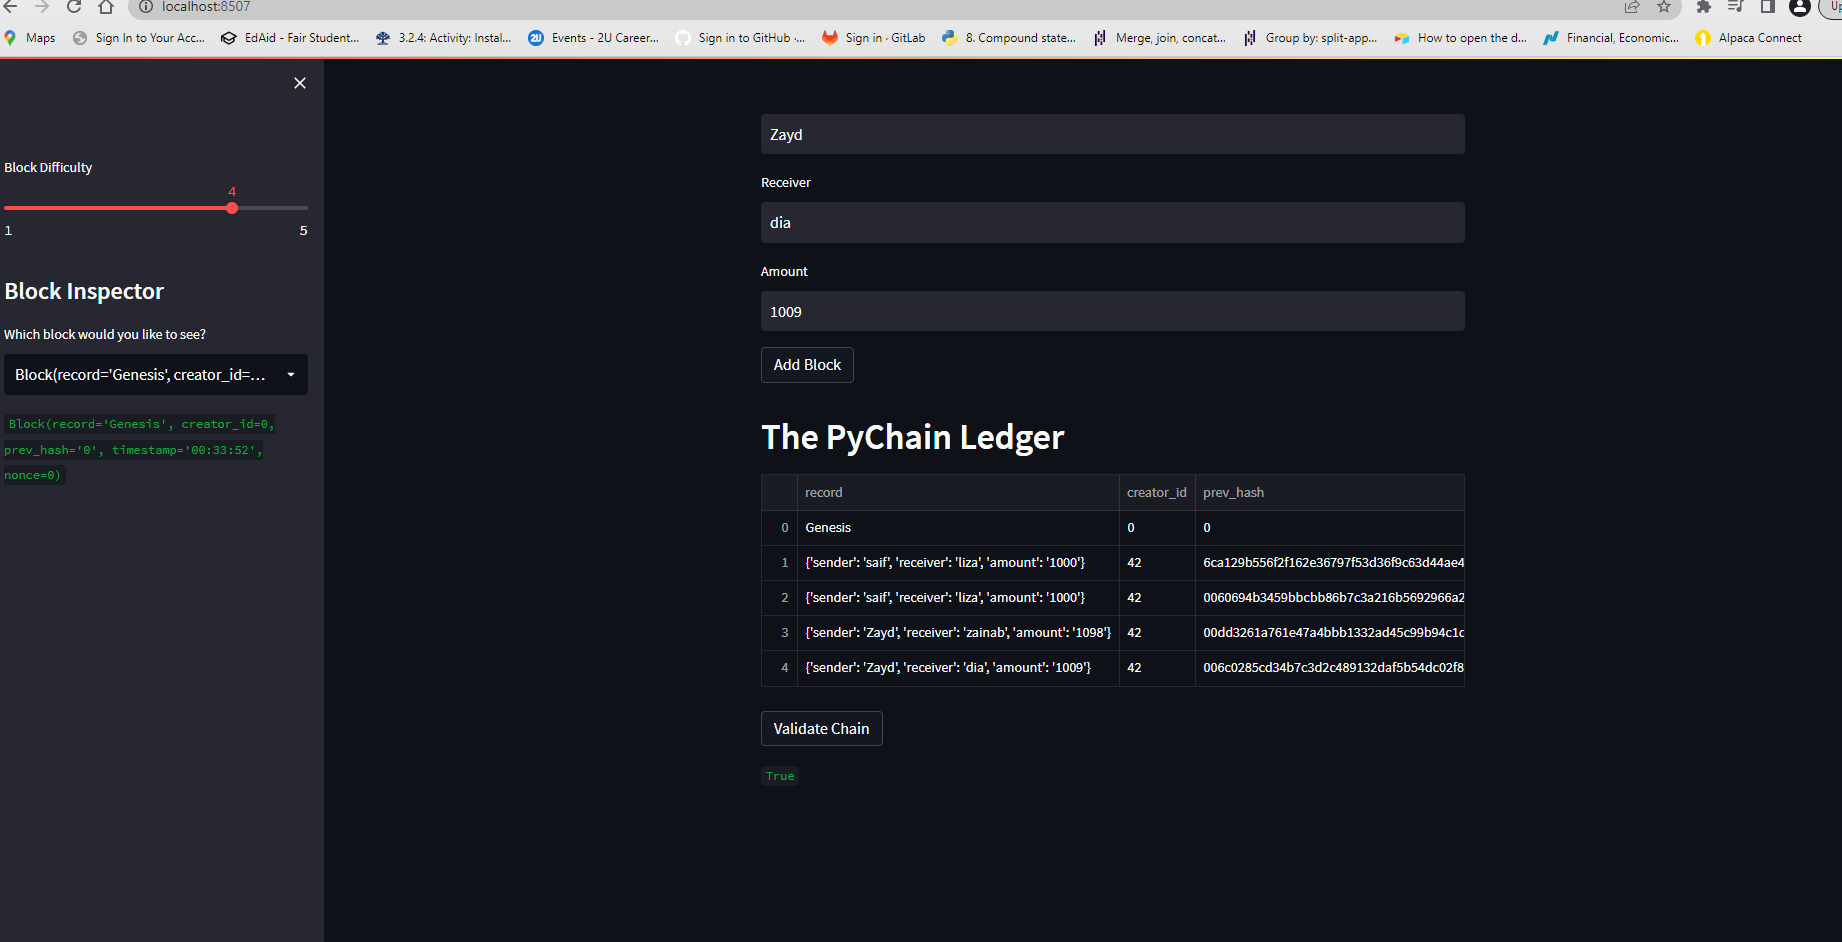 localhost:8507
Up
Maps
Sign In to Your Acc...
EdAid - Fair Student...
3.2.4: Activity: Instal...
2U
Events - 2U Career...
Sign in to GitHub ·...
Sign in · GitLab
8. Compound state...
Merge, join, concat...
Group by: split-app...
How to open the d...
Financial, Economic...
Alpaca Connect
Block Difficulty
4
1 5
Block Inspector
Which block would you like to see?
Block(record='Genesis', creator_id=...
Block(record='Genesis', creator_id=0,
prev_hash='0', timestamp='00:33:52',
nonce=0)
Zayd
Receiver
dia
Amount
1009
Add Block
The PyChain Ledger
record creator_id prev_hash
0 Genesis 0 0
1 {'sender': 'saif', 'receiver': 'liza', 'amount': '1000'} 42 6ca129b556f2f162e36797f53d36f9c63d44ae4
2 {'sender': 'saif', 'receiver': 'liza', 'amount': '1000'} 42 0060694b3459bbcbb86b7c3a216b5692966a2
3 {'sender': 'Zayd', 'receiver': 'zainab', 'amount': '1098'} 42 00dd3261a761e47a4bbb1332ad45c99b94c1c
4 {'sender': 'Zayd', 'receiver': 'dia', 'amount': '1009'} 42 006c0285cd34b7c3d2c489132daf5b54dc02f8
Validate Chain
True